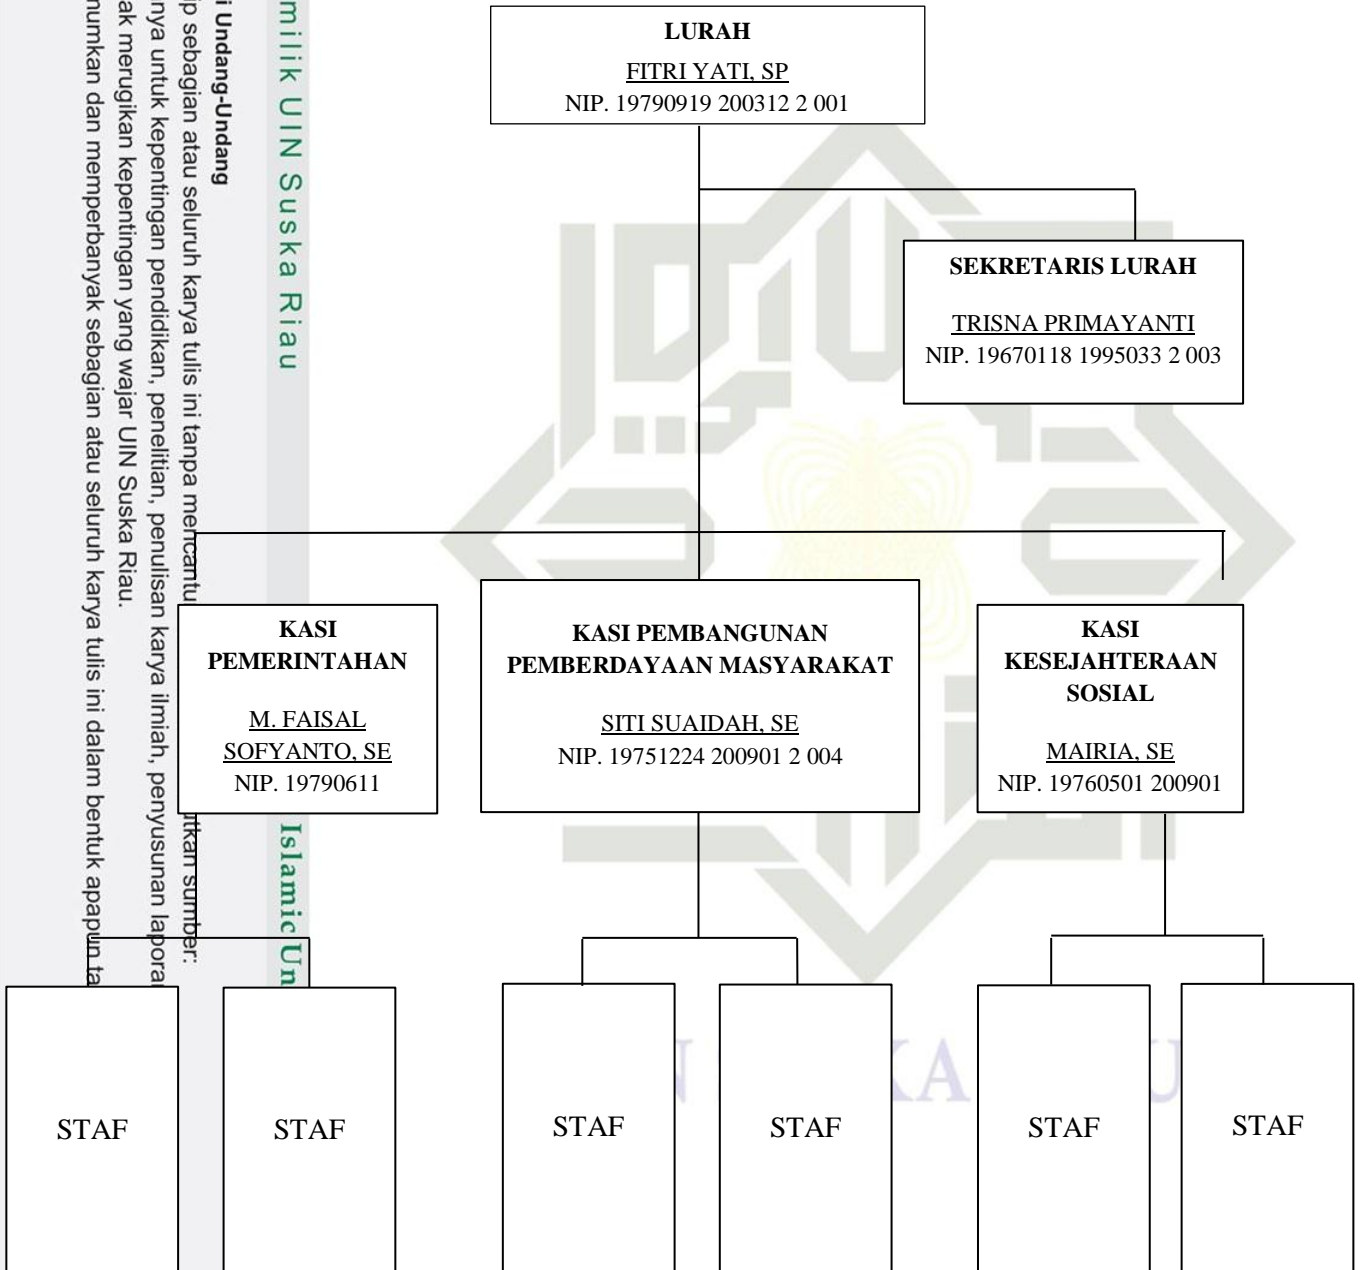 LURAH
FITRI YATI, SP
NIP. 19790919 200312 2 001
SEKRETARIS LURAH
TRISNA PRIMAYANTI
NIP. 19670118 1995033 2 003
KASI
PEMERINTAHAN
M. FAISAL
SOFYANTO, SE
NIP. 19790611
KASI PEMBANGUNAN
PEMBERDAYAAN MASYARAKAT
SITI SUAIDAH, SE
NIP. 19751224 200901 2 004
KASI
KESEJAHTERAAN
SOSIAL
MAIRIA, SE
NIP. 19760501 200901
STAF
STAF
STAF
STAF
STAF
STAF
milik UIN Suska Riau
Islamic Un
i Undang-Undang
ip sebagian atau seluruh karya tulis ini tanpa mencantu
tkan sumber:
nya untuk kepentingan pendidikan, penelitian, penulisan karya ilmiah, penyusunan lapora
ak merugikan kepentingan yang wajar UIN Suska Riau.
numkan dan memperbanyak sebagian atau seluruh karya tulis ini dalam bentuk apapun ta